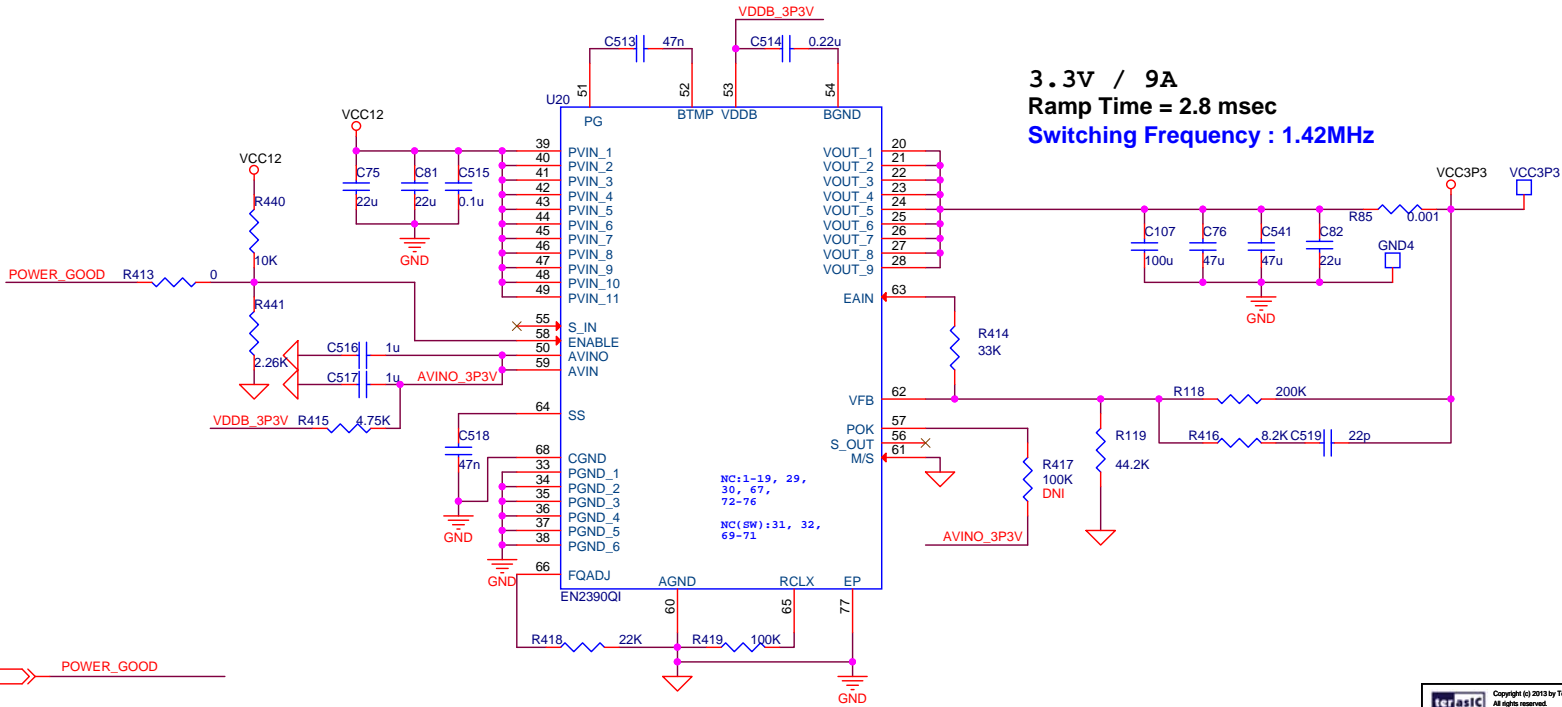 VDDB_3P3V
C513 47n
C514 0.22u
51
52
53
54
3.3V / 9A
Ramp Time = 2.8 msec
Switching Frequency : 1.42MHz
U20
PG
BTMP
VDDB
BGND
VCC12
VCC12
C75
22u
C81
22u
C515
0.1u
GND
R440
10K
POWER_GOOD
R413 0
R441
2.26K
39 PVIN_1
40 PVIN_2
41 PVIN_3
42 PVIN_4
43 PVIN_5
44 PVIN_6
45 PVIN_7
46 PVIN_8
47 PVIN_9
48 PVIN_10
49 PVIN_11
55 S_IN
58 ENABLE
50 AVINO
59 AVIN
C516 1u
C517 1u
AVINO_3P3V
VDDB_3P3V
R415 4.75K
64 SS
C518
47n
GND
68 CGND
33 PGND_1
34 PGND_2
35 PGND_3
36 PGND_4
37 PGND_5
38 PGND_6
GND
66 FQADJ
EN2390QI
NC:1-19, 29,
30, 67,
72-76
NC(SW):31, 32,
69-71
AGND
RCLX
EP
60
65
77
R418 22K
R419 100K
GND
VOUT_1 20
VOUT_2 21
VOUT_3 22
VOUT_4 23
VOUT_5 24
VOUT_6 25
VOUT_7 26
VOUT_8 27
VOUT_9 28
EAIN 63
VFB 62
POK 57
S_OUT 56
M/S 61
R414
33K
C107
100u
C76
47u
C541
47u
C82
22u
GND
R85
0.001
VCC3P3
VCC3P3
GND4
R118 200K
R416 8.2K
C519 22p
R119
44.2K
R417
100K
DNI
AVINO_3P3V
POWER_GOOD
terasIC
Copyright (c) 2013 by T
All rights reserved.